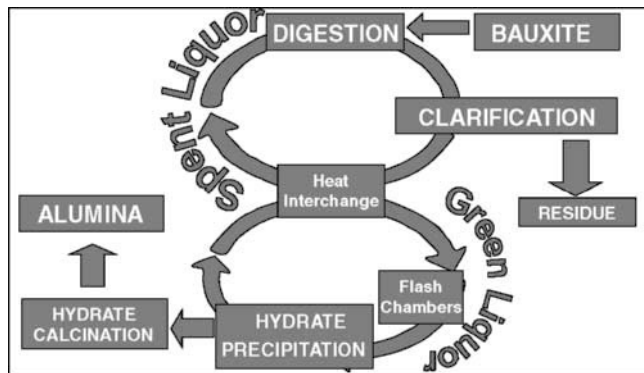 DIGESTION
BAUXITE
Spent Liquor
CLARIFICATION
Heat
Interchange
ALUMINA
RESIDUE
Green Liquor
Flash
Chambers
HYDRATE
CALCINATION
HYDRATE
PRECIPITATION